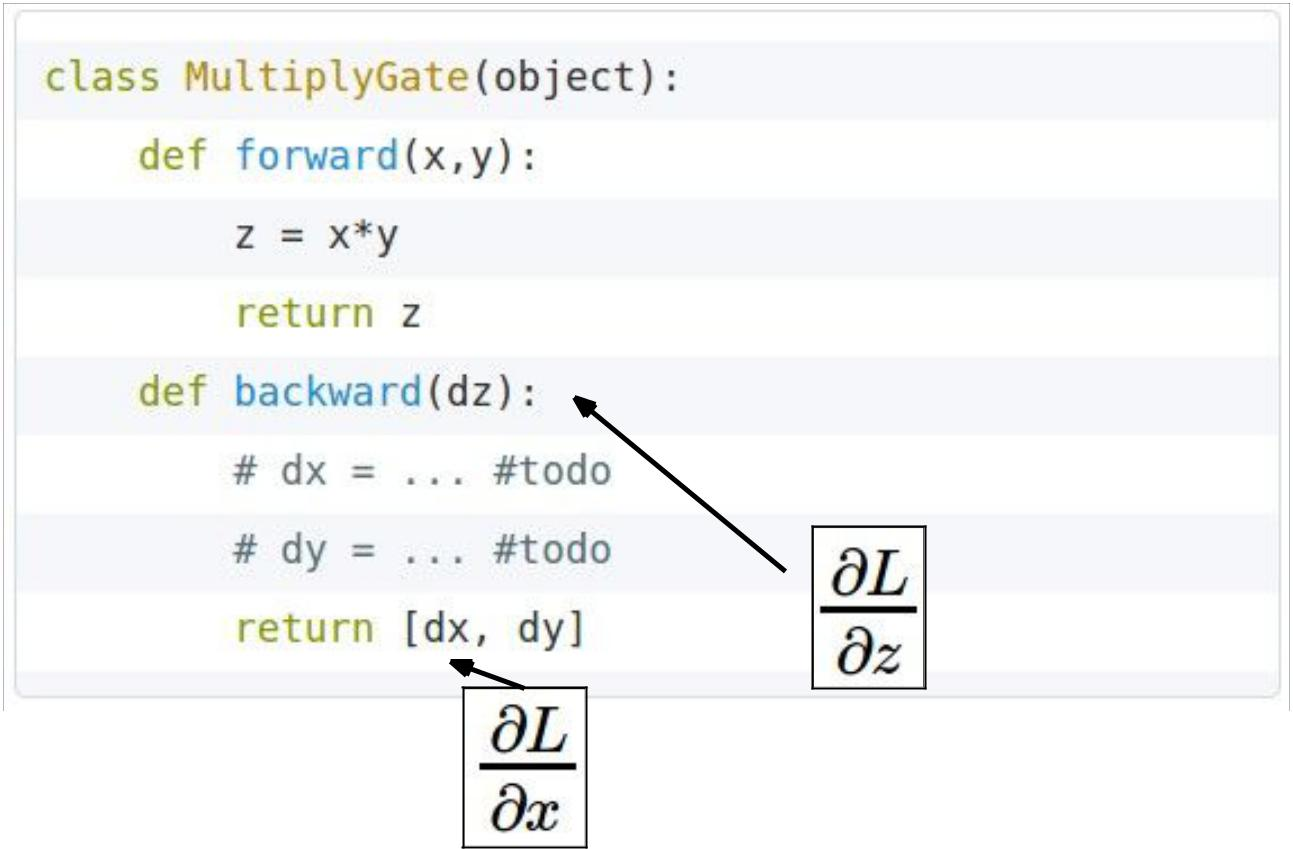 class MultiplyGate(object):
def forward(x,y):
z = x*y
return z
def backward(dz):
# dx = ... #todo
# dy = ... #todo
return [dx, dy]
∂L
∂z
∂L
∂x